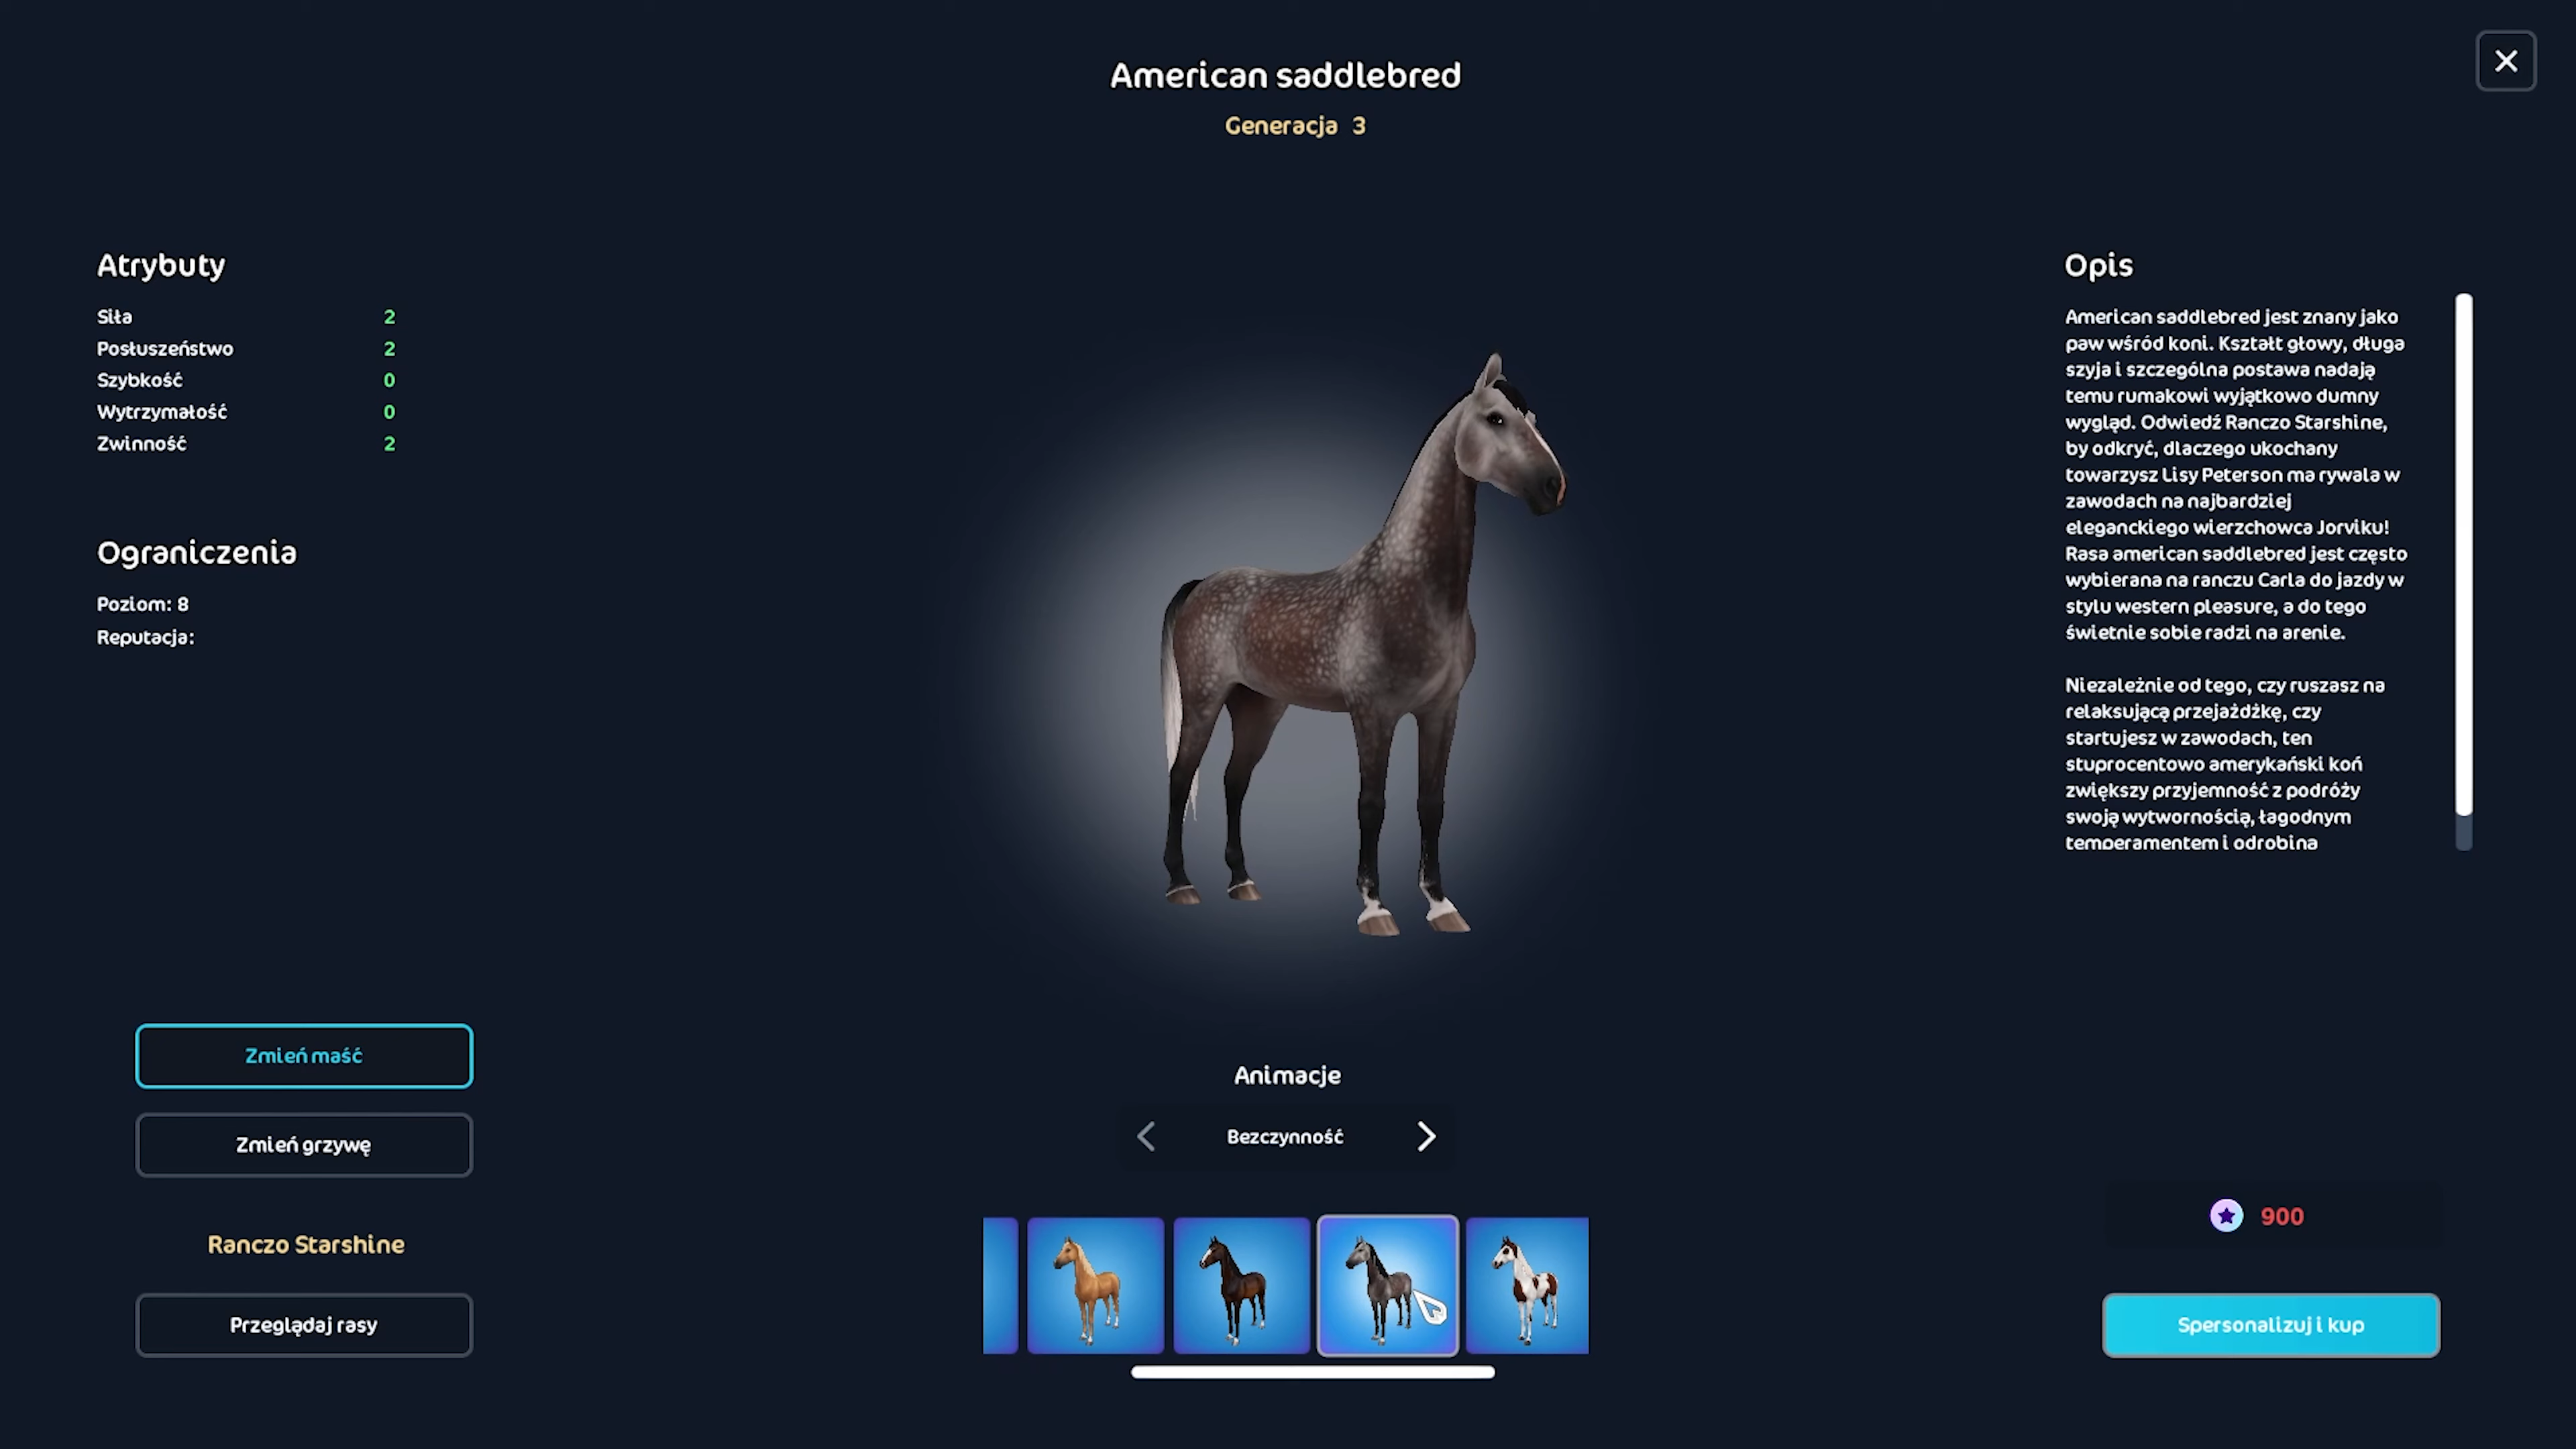 American saddlebred
Generacja 3
Atrybuty
Siła 2
Posłuszeństwo 2
Szybkość 0
Wytrzymałość 0
Zwinność 2
Ograniczenia
Poziom: 8
Reputacja:
Opis
American saddlebred jest znany jako
paw wśród koni. Kształt głowy, długa
szyja i szczególna postawa nadają
temu rumakowi wyjątkowo dumny
wygląd. Odwiedź Ranczo Starshine,
by odkryć, dlaczego ukochany
towarzysz Lisy Peterson ma rywala w
zawodach na najbardziej
eleganckiego wierzchowca Jorviku!
Rasa american saddlebred jest często
wybierana na ranczu Carla do jazdy w
stylu western pleasure, a do tego
świetnie sobie radzi na arenie.
Niezależnie od tego, czy ruszasz na
relaksującą przejażdżkę, czy
startujesz w zawodach, ten
stuprocentowo amerykański koń
zwiększy przyjemność z podróży
swoją wytwornością, łagodnym
temperamentem i odrobiną
Zmień maść
Zmień grzywę
Ranczo Starshine
Przeglądaj rasy
Animacje
Bezczynność
900
Spersonalizuj i kup